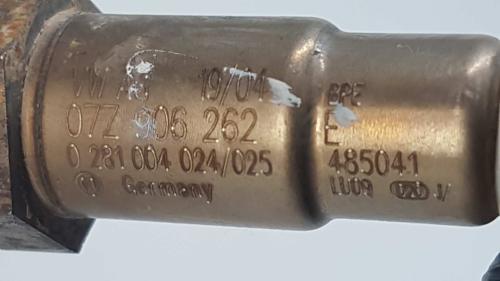 VW AG 19/04
07Z 906 262
0 281 004 024/025
Germany
BPE
E
485041
LU09